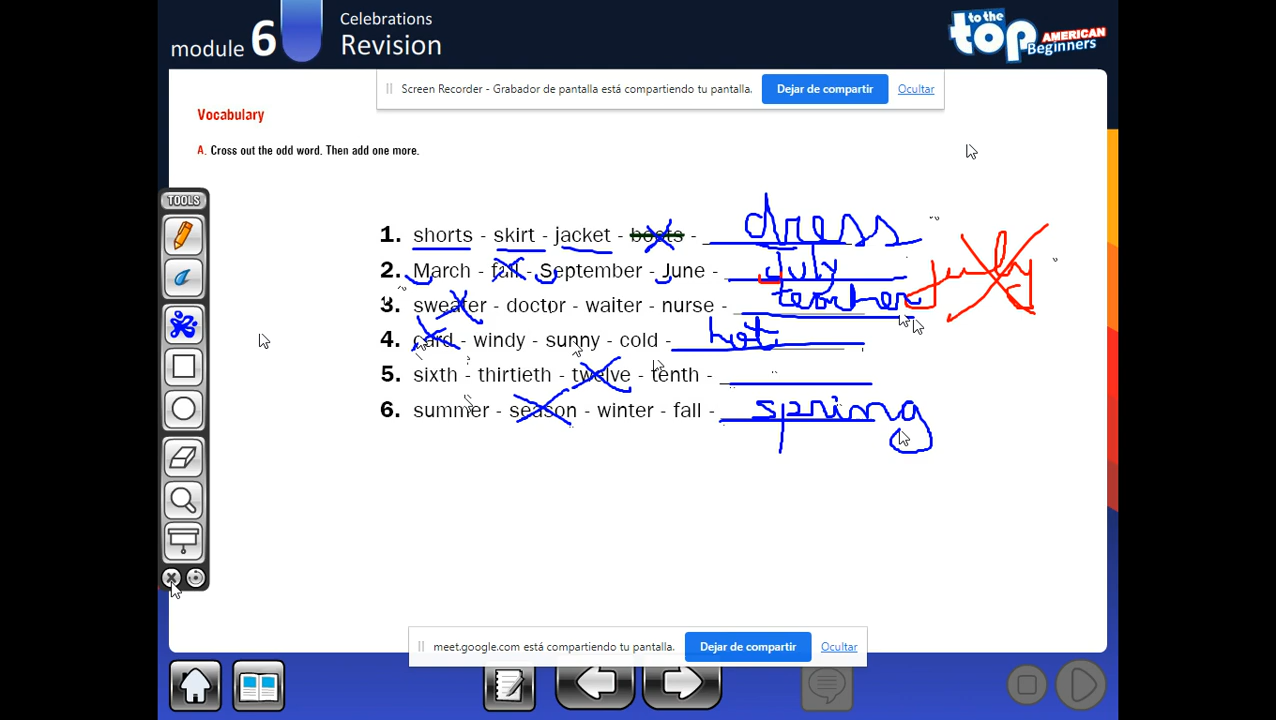 module 6
Celebrations
Revision
to the top AMERICAN Beginners
Screen Recorder - Grabador de pantalla está compartiendo tu pantalla. Dejar de compartir Ocultar
Vocabulary
A. Cross out the odd word. Then add one more.
TOOLS
1. shorts - skirt - jacket - boots - dress
2. March - fall - September - June - July July
3. sweater - doctor - waiter - nurse - teacher
4. card - windy - sunny - cold - hot
5. sixth - thirtieth - twelve - tenth -
6. summer - season - winter - fall - spring
meet.google.com está compartiendo tu pantalla. Dejar de compartir Ocultar